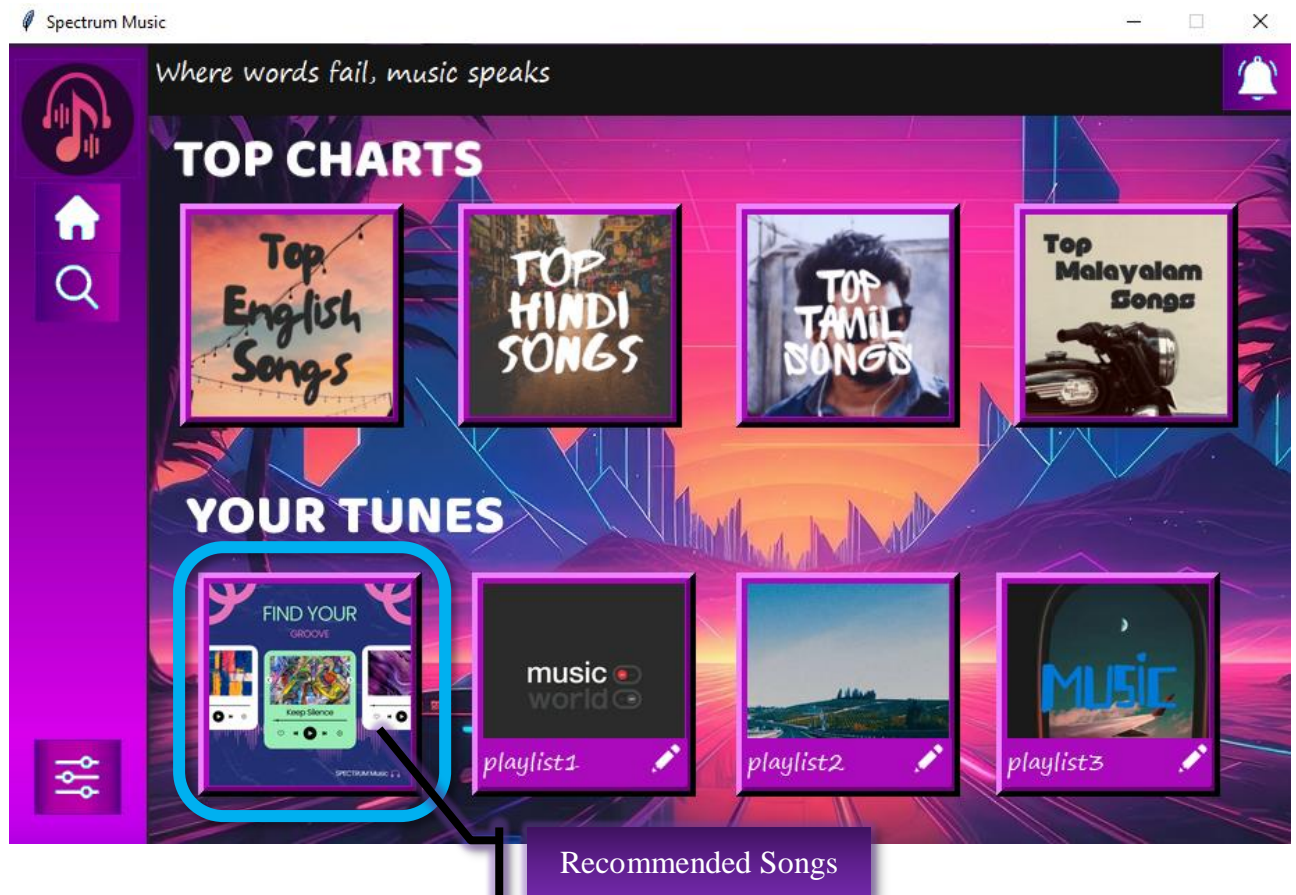 Spectrum Music
Where words fail, music speaks
TOP CHARTS
Top
English
Songs
TOP
HINDI
SONGS
TOP
TAMIL
SONGS
Top
Malayalam
Songs
YOUR TUNES
FIND YOUR
GROOVE
Keep Silence
SPECTRUM Music
music
world
playlist1
playlist2
MUSIC
playlist3
Recommended Songs